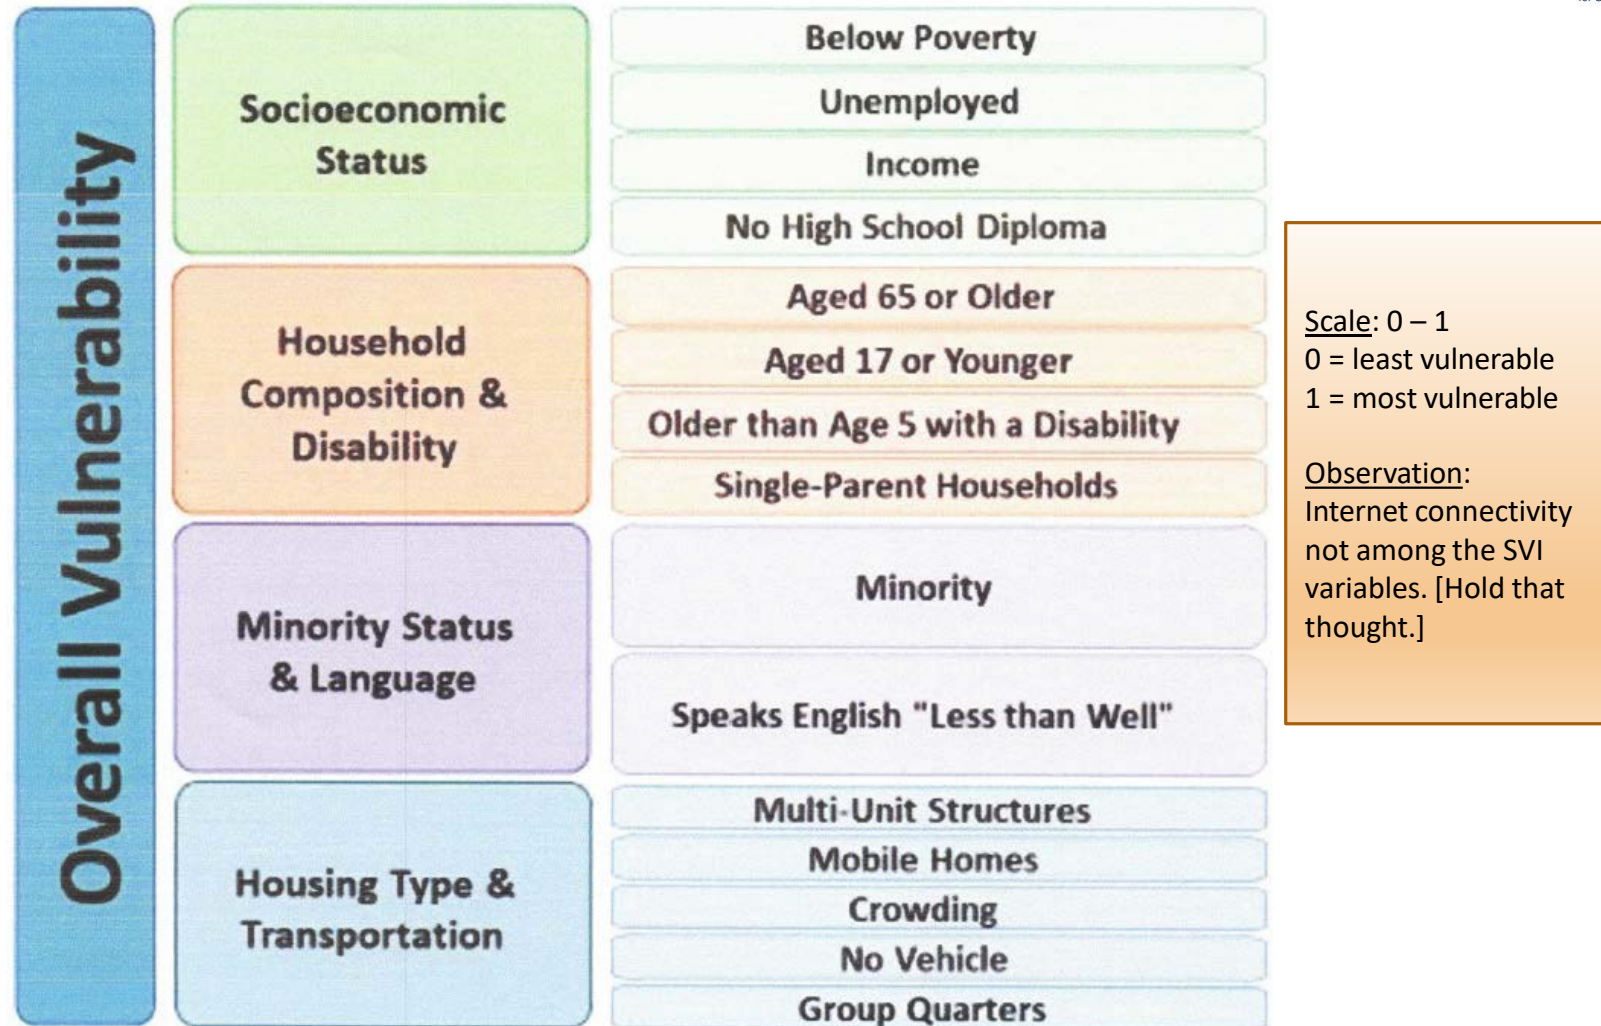 Overall Vulnerability
Socioeconomic
Status
Below Poverty
Unemployed
Income
No High School Diploma
Household
Composition &
Disability
Aged 65 or Older
Aged 17 or Younger
Older than Age 5 with a Disability
Single-Parent Households
Minority Status
& Language
Minority
Speaks English "Less than Well"
Housing Type &
Transportation
Multi-Unit Structures
Mobile Homes
Crowding
No Vehicle
Group Quarters
Scale: 0 – 1
0 = least vulnerable
1 = most vulnerable
Observation:
Internet connectivity
not among the SVI
variables. [Hold that
thought.]